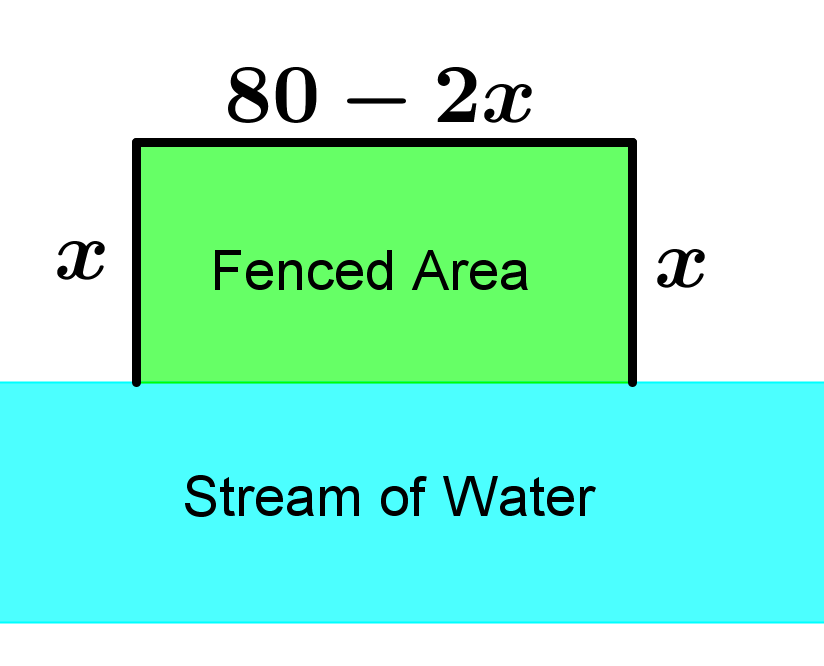 80 − 2x
x
Fenced Area
x
Stream of Water